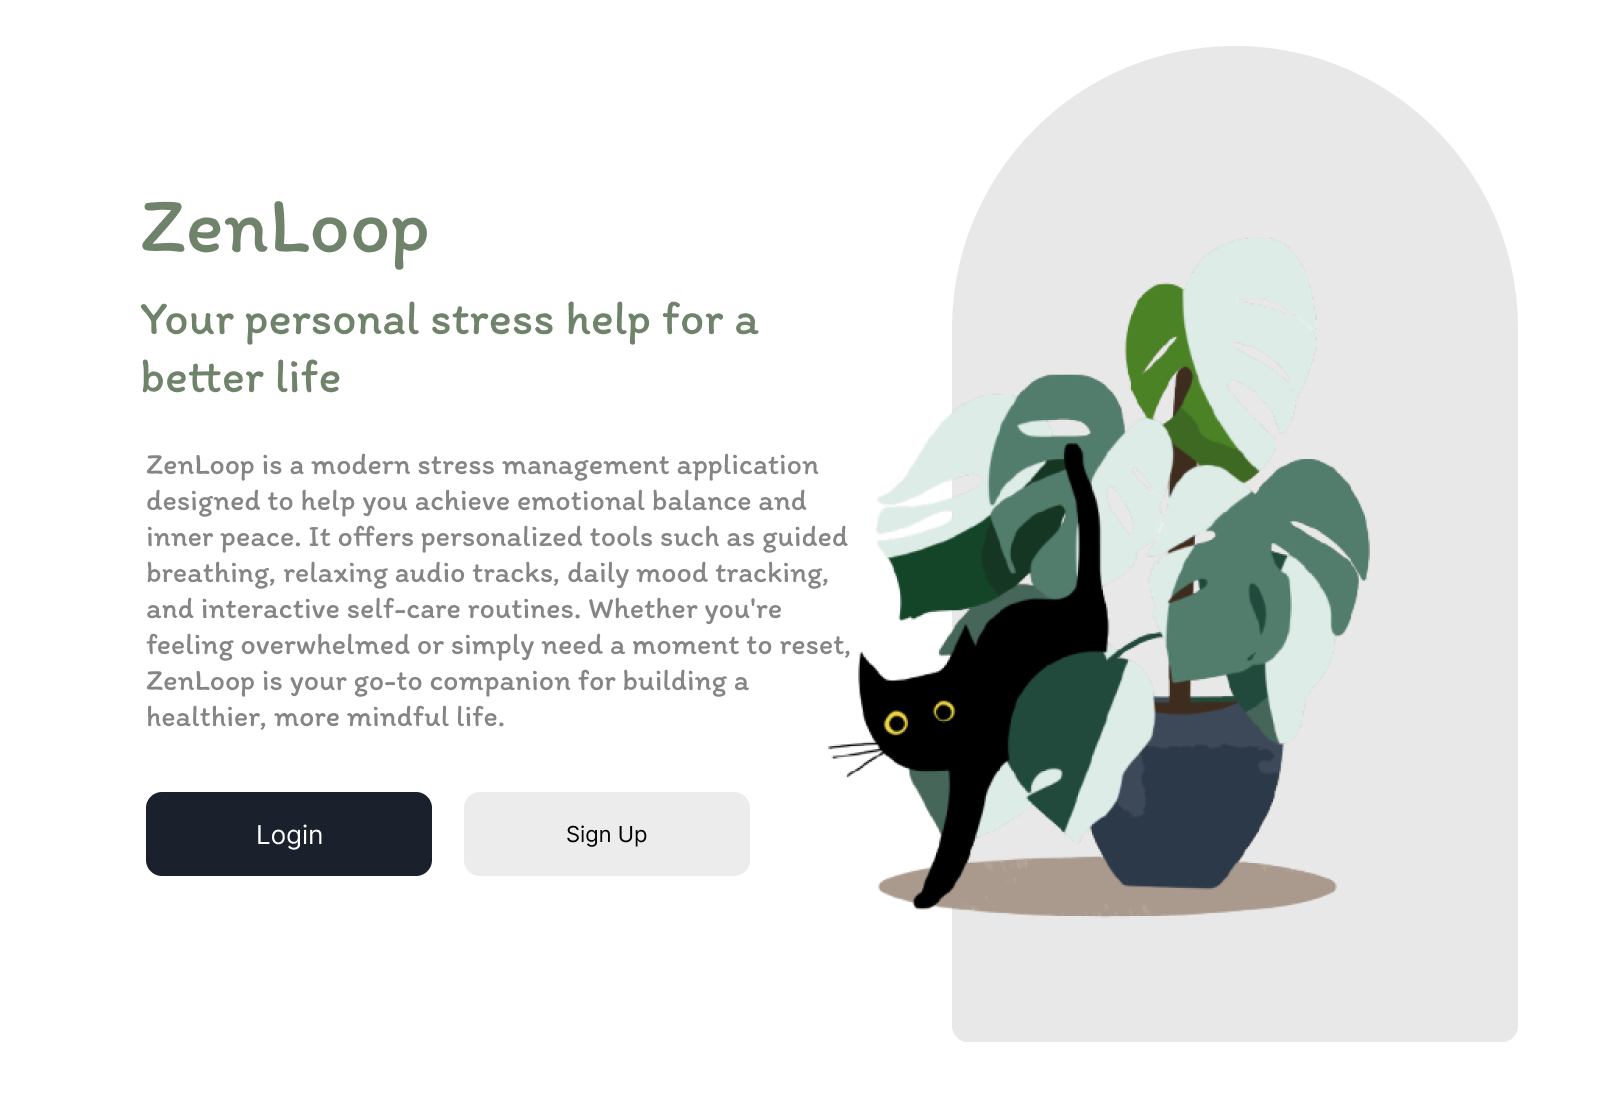 ZenLoop
Your personal stress help for a
better life
ZenLoop is a modern stress management application
designed to help you achieve emotional balance and
inner peace. It offers personalized tools such as guided
breathing, relaxing audio tracks, daily mood tracking,
and interactive self-care routines. Whether you're
feeling overwhelmed or simply need a moment to reset,
ZenLoop is your go-to companion for building a
healthier, more mindful life.
Login
Sign Up